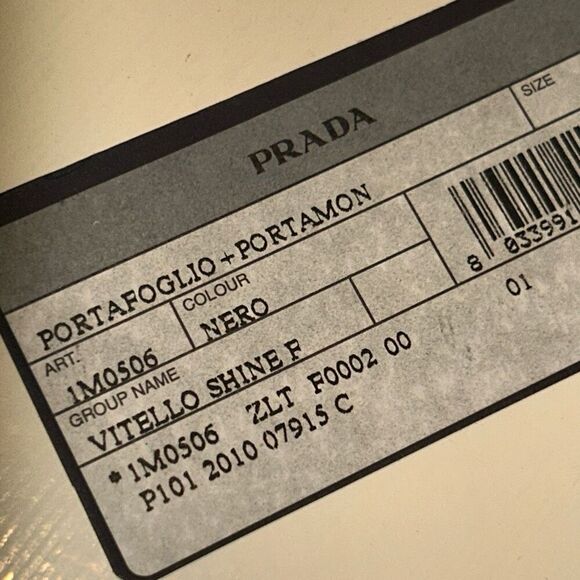 PRADA
SIZE
PORTAFOGLIO+PORTAMON
ART.
1M0506
COLOUR
NERO
GROUP NAME
VITELLO SHINE F
8 033991
01
*1M0506 ZLT F0002 00
P101 2010 07915 C